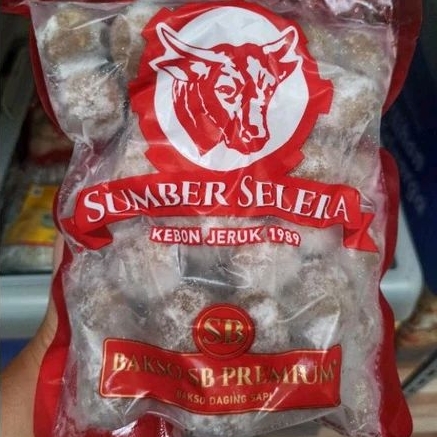 SUMBER SELERA
KEBON JERUK 1989
SB
BAKSO SB PREMIUM
BAKSO DAGING SAPI